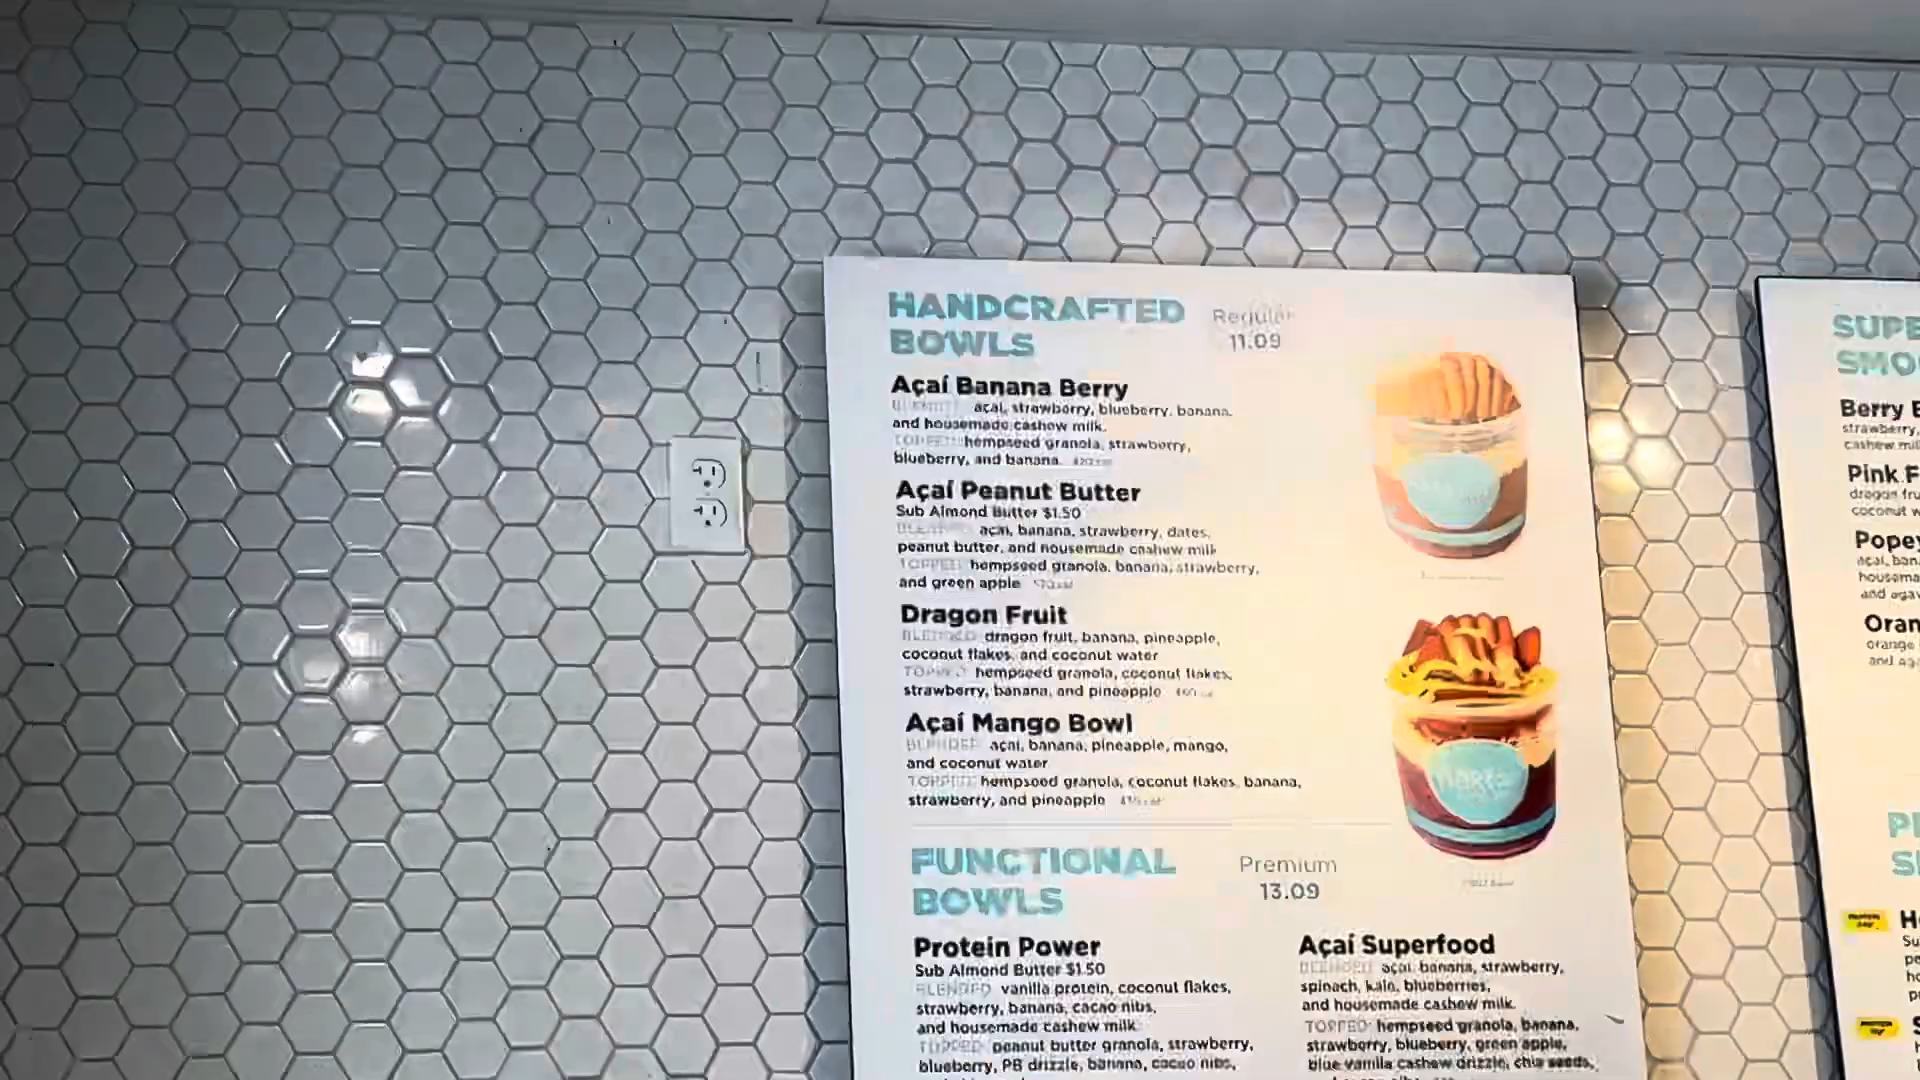 HANDCRAFTED
BOWLS
Regular
11.09
Açaí Banana Berry
BLENDED: açaí, strawberry, blueberry, banana,
and housemade cashew milk.
TOPPED: hempseed granola, strawberry,
blueberry, and banana.
Açaí Peanut Butter
Sub Almond Butter $1.50
BLENDED: açaí, banana, strawberry, dates,
peanut butter, and housemade cashew milk
TOPPED: hempseed granola, banana, strawberry,
and green apple
Dragon Fruit
BLENDED: dragon fruit, banana, pineapple,
coconut flakes, and coconut water
TOPPED: hempseed granola, coconut flakes,
strawberry, banana, and pineapple
Açaí Mango Bowl
BLENDED: açaí, banana, pineapple, mango,
and coconut water
TOPPED: hempseed granola, coconut flakes, banana,
strawberry, and pineapple
FUNCTIONAL
BOWLS
Premium
13.09
Protein Power
Sub Almond Butter $1.50
BLENDED: vanilla protein, coconut flakes,
strawberry, banana, cacao nibs,
and housemade cashew milk
TOPPED: peanut butter granola, strawberry,
blueberry, PB drizzle, banana, cacao nibs,
Açaí Superfood
BLENDED: açaí, banana, strawberry,
spinach, kale, blueberries,
and housemade cashew milk.
TOPPED: hempseed granola, banana,
strawberry, blueberry, green apple,
blue vanilla cashew drizzle, chia seeds,
SUPE
SMO
Berry B
strawberry,
cashew mil
Pink F
dragon fru
coconut w
Popey
açaí, ban
housema
and agav
Oran
orange
and aga